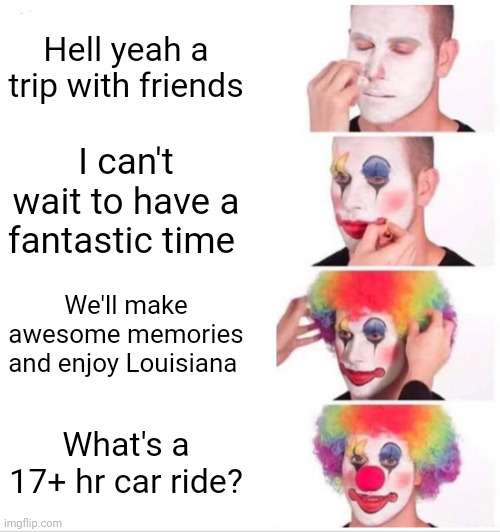 Hell yeah a
trip with friends
I can't
wait to have a
fantastic time
We'll make
awesome memories
and enjoy Louisiana
What's a
17+ hr car ride?
imgflip.com